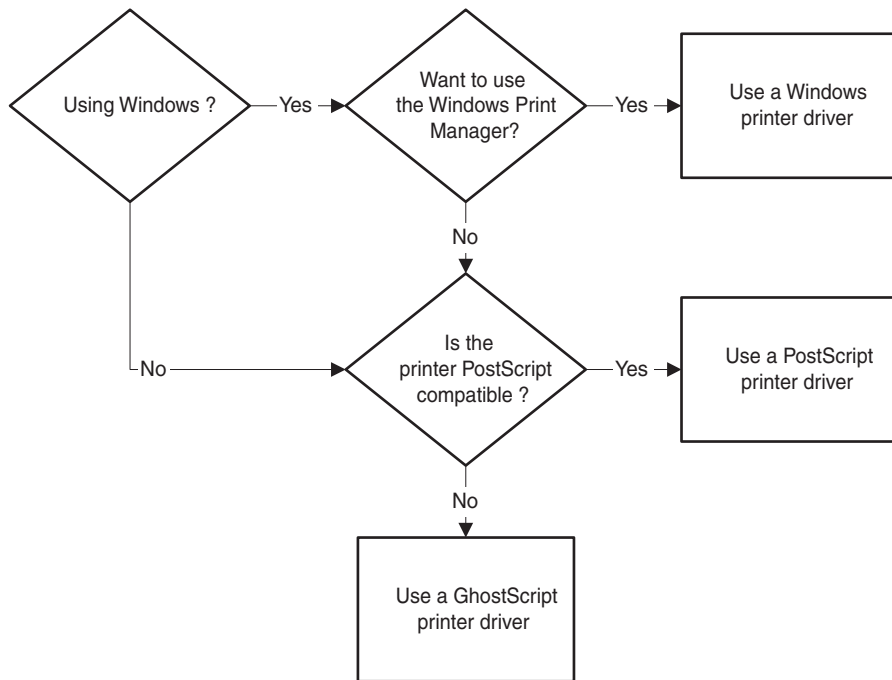 Using Windows ?
Yes
Want to use
the Windows Print
Manager?
Yes
Use a Windows
printer driver
No
No
Is the
printer PostScript
compatible ?
Yes
Use a PostScript
printer driver
No
Use a GhostScript
printer driver